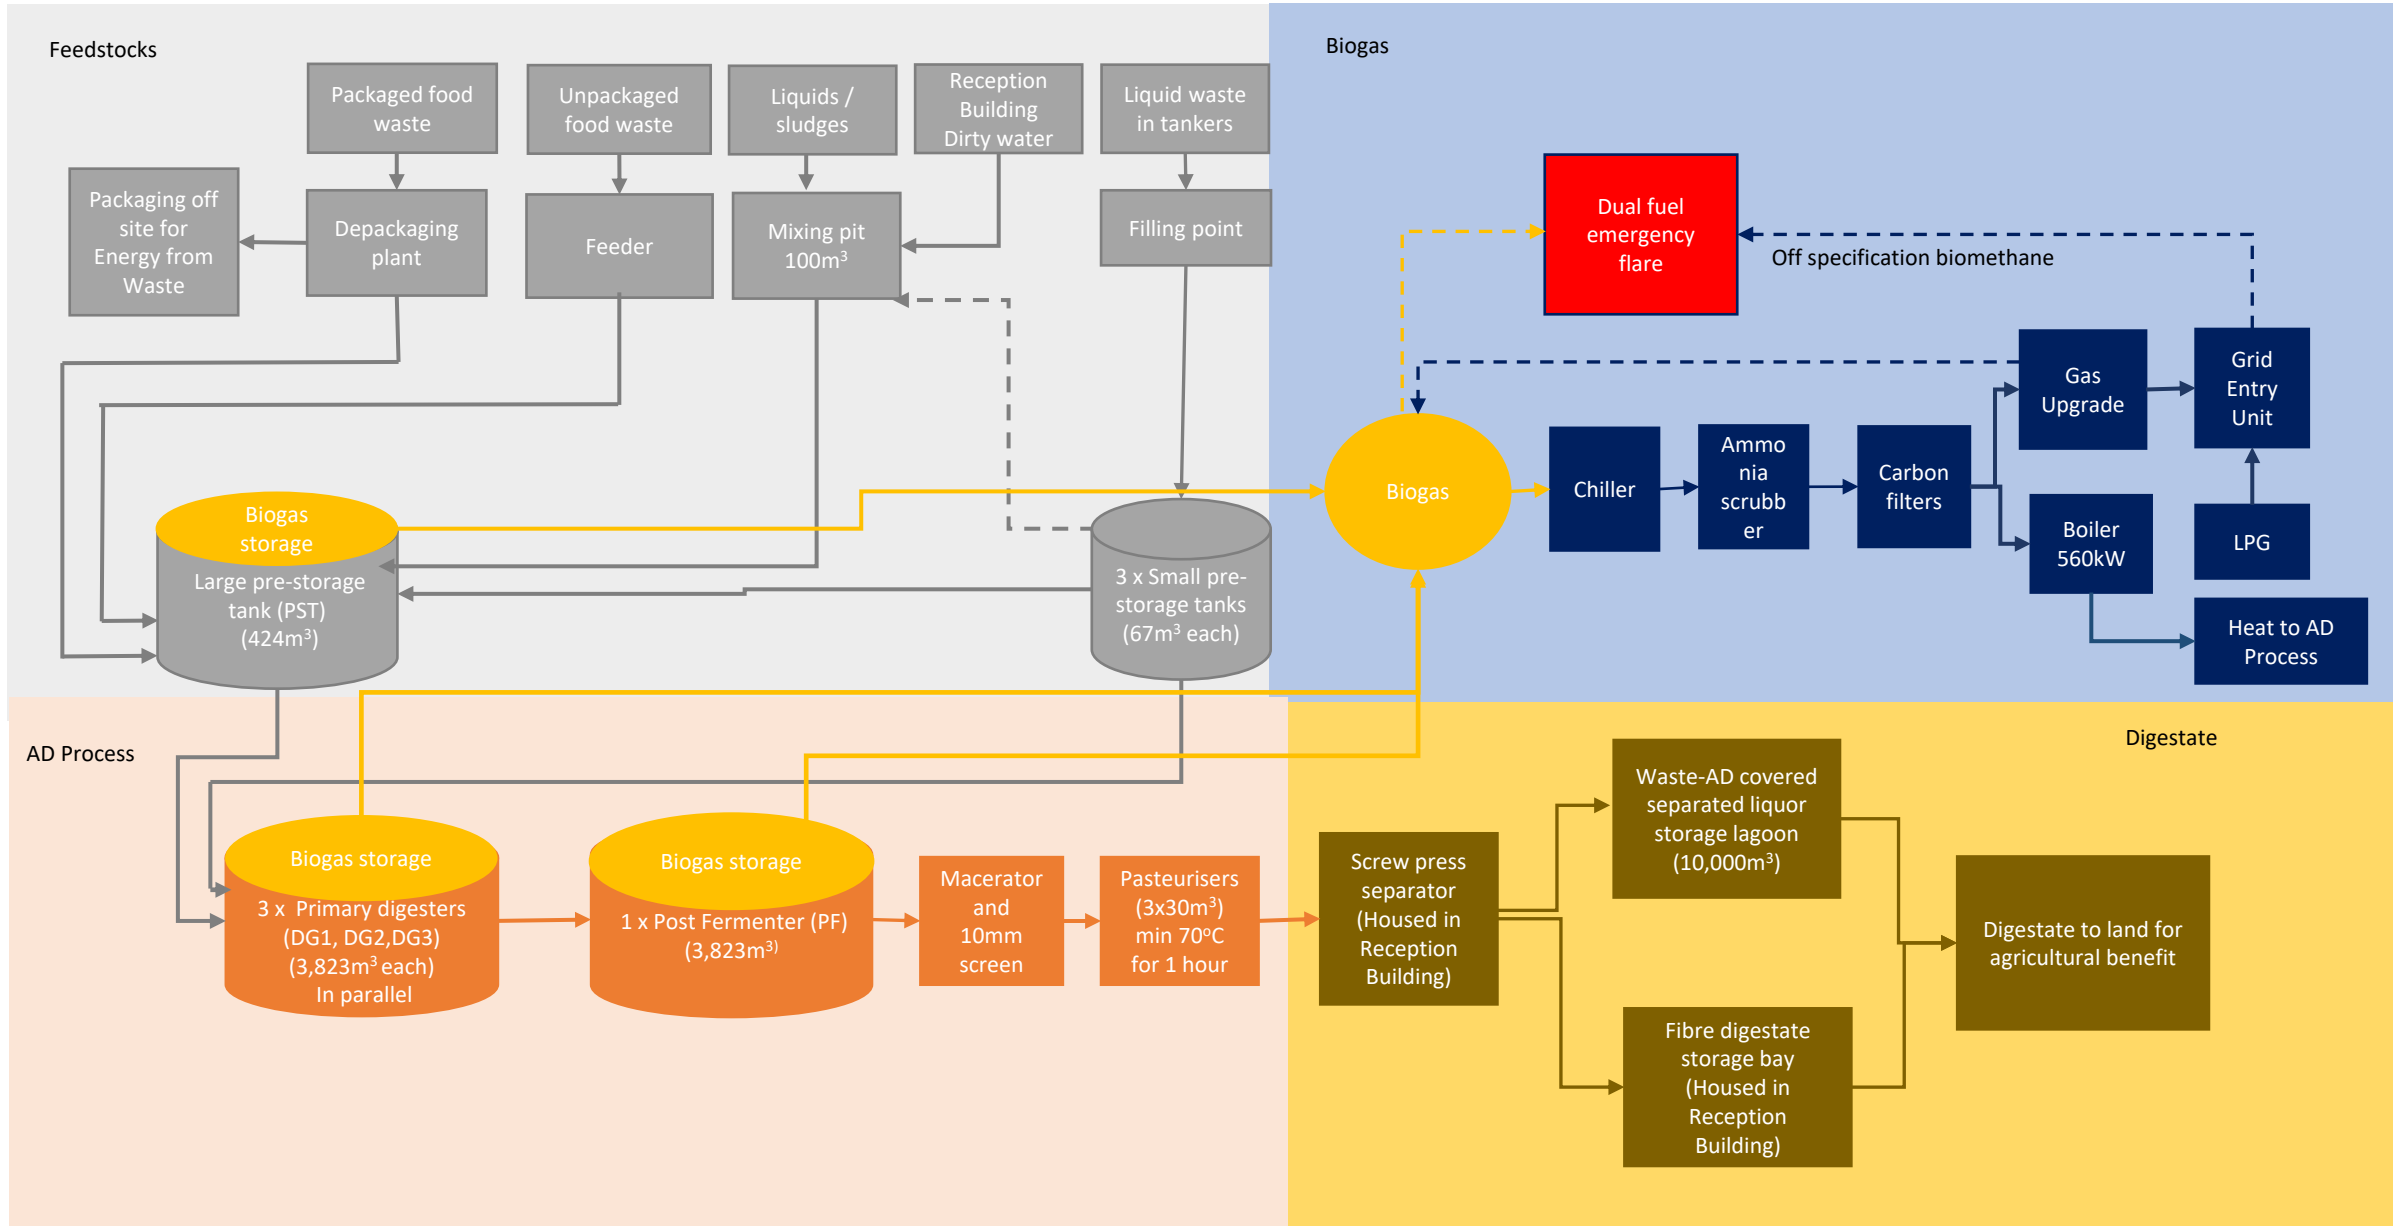 Feedstocks
Packaged food
waste
Unpackaged
food waste
Liquids /
sludges
Reception
Building
Dirty water
Liquid waste
in tankers
Packaging off
site for
Energy from
Waste
Depackaging
plant
Feeder
Mixing pit
100m³
Filling point
Biogas
storage
Large pre-storage
tank (PST)
(424m³)
3 x Small pre-
storage tanks
(67m³ each)
Biogas
Dual fuel
emergency
flare
Off specification biomethane
Biogas
Chiller
Ammo
nia
scrubb
er
Carbon
filters
Gas
Upgrade
Grid
Entry
Unit
Boiler
560kW
LPG
Heat to AD
Process
AD Process
Biogas storage
3 x  Primary digesters
(DG1, DG2,DG3)
(3,823m³ each)
In parallel
Biogas storage
1 x Post Fermenter (PF)
(3,823m³⁾
Macerator
and
10mm
screen
Pasteurisers
(3x30m³)
min 70ᵒC
for 1 hour
Digestate
Screw press
separator
(Housed in
Reception
Building)
Waste-AD covered
separated liquor
storage lagoon
(10,000m³)
Fibre digestate
storage bay
(Housed in
Reception
Building)
Digestate to land for
agricultural benefit